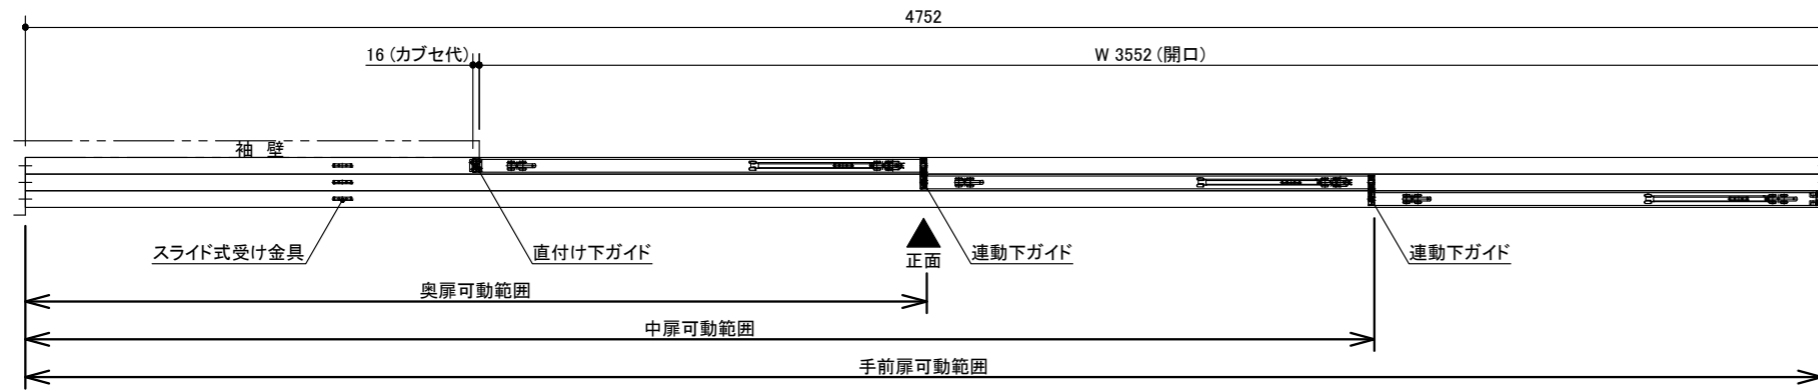 4752
16 (カブセ代)
W 3552 (開口)
袖 壁
スライド式受け金具
直付け下ガイド
正面
連動下ガイド
連動下ガイド
奥扉可動範囲
中扉可動範囲
手前扉可動範囲